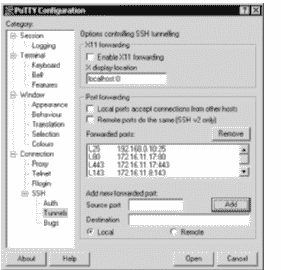 PuTTY Configuration
Category:
Session
Logging
Terminal
Keyboard
Bell
Features
Window
Appearance
Behaviour
Translation
Selection
Colours
Connection
Proxy
Telnet
Rlogin
SSH
Auth
Tunnels
Bugs
Options controlling SSH tunnelling
X11 forwarding
Enable X11 forwarding
X display location
localhost:0
Port forwarding
Local ports accept connections from other hosts
Remote ports do the same (SSH v2 only)
Forwarded ports:
Remove
L25 192.168.0.10:25
L80 172.16.11.17:80
L443 172.16.11.17:443
L143 172.16.11.8:143
Add new forwarded port:
Source port
Add
Destination
Local
Remote
About
Help
Open
Cancel